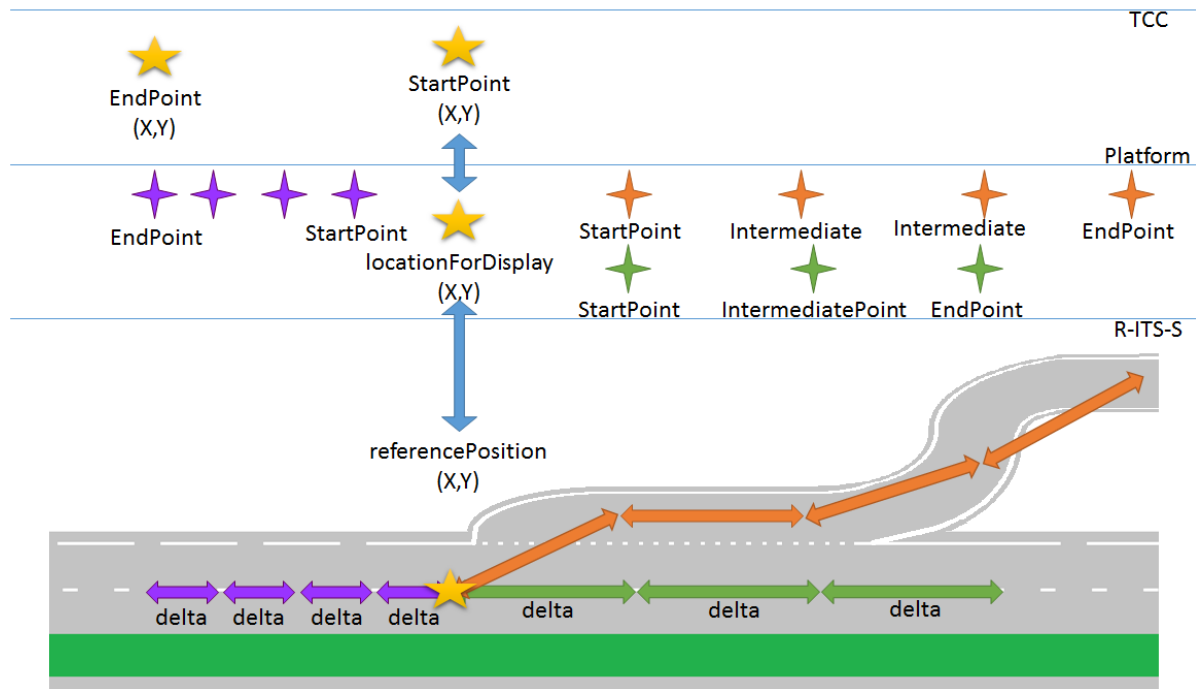 TCC
EndPoint
(X,Y)
StartPoint
(X,Y)
Platform
EndPoint
StartPoint
locationForDisplay
(X,Y)
StartPoint
Intermediate
Intermediate
EndPoint
StartPoint
IntermediatePoint
EndPoint
R-ITS-S
referencePosition
(X,Y)
delta
delta
delta
delta
delta
delta
delta